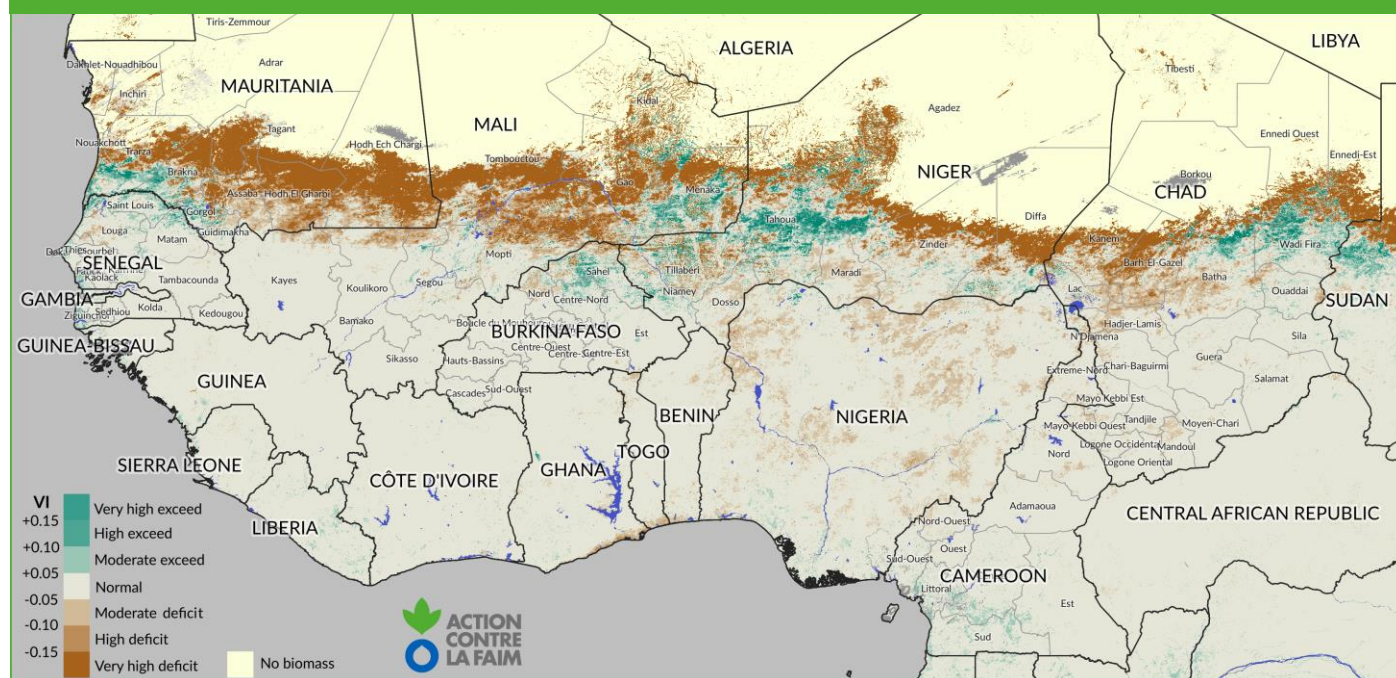 Tiris-Zemmour
ALGERIA
LIBYA
Dakhlet-Nouadhibou
Adrar
Tibesti
MAURITANIA
Inchiri
Kidal
Agadez
MALI
Tagant
Ennedi Ouest
Nouakchott
Trarza
Hodh Ech Chargi
Tombouctou
Ennedi-Est
Brakna
NIGER
Borkou
Gao
Menaka
CHAD
Assaba
Hodh El Gharbi
Saint Louis
Gorgol
Tahoua
Diffa
Guidimakha
Louga
Matam
Zinder
Kanem
Wadi Fira
Thies
Mopti
Barh-El-Gazel
SENEGAL
Tillabéri
Maradi
Batha
Kaolack
Tambacounda
Kayes
Koulikoro
Segou
Sahel
Niamey
Dosso
Lac
Ouaddai
SUDAN
GAMBIA
Nord
Centre-Nord
Sedhiou
Kolda
Kedougou
Ziguinchor
Bamako
BURKINA FASO
Est
Hadjer-Lamis
N Djamena
Sila
GUINEA-BISSAU
Sikasso
Hauts-Bassins
Centre-Ouest
Centre-Est
Guera
Extreme-Nord
Chari-Baguirmi
GUINEA
Cascades
Sud-Ouest
Salamat
Mayo Kebbi Est
BENIN
NIGERIA
Mayo-Kebbi Ouest
Tandjile
Moyen-Chari
Logone Occidental
Mandoul
Nord
Logone Oriental
SIERRA LEONE
TOGO
GHANA
CÔTE D'IVOIRE
Adamaoua
LIBERIA
CENTRAL AFRICAN REPUBLIC
Nord-Ouest
Ouest
Sud-Ouest
CAMEROON
Littoral
Est
Sud
VI
Very high exceed
+0.15
High exceed
+0.10
Moderate exceed
+0.05
Normal
-0.05
Moderate deficit
-0.10
High deficit
-0.15
Very high deficit
No biomass
ACTION
CONTRE
LA FAIM